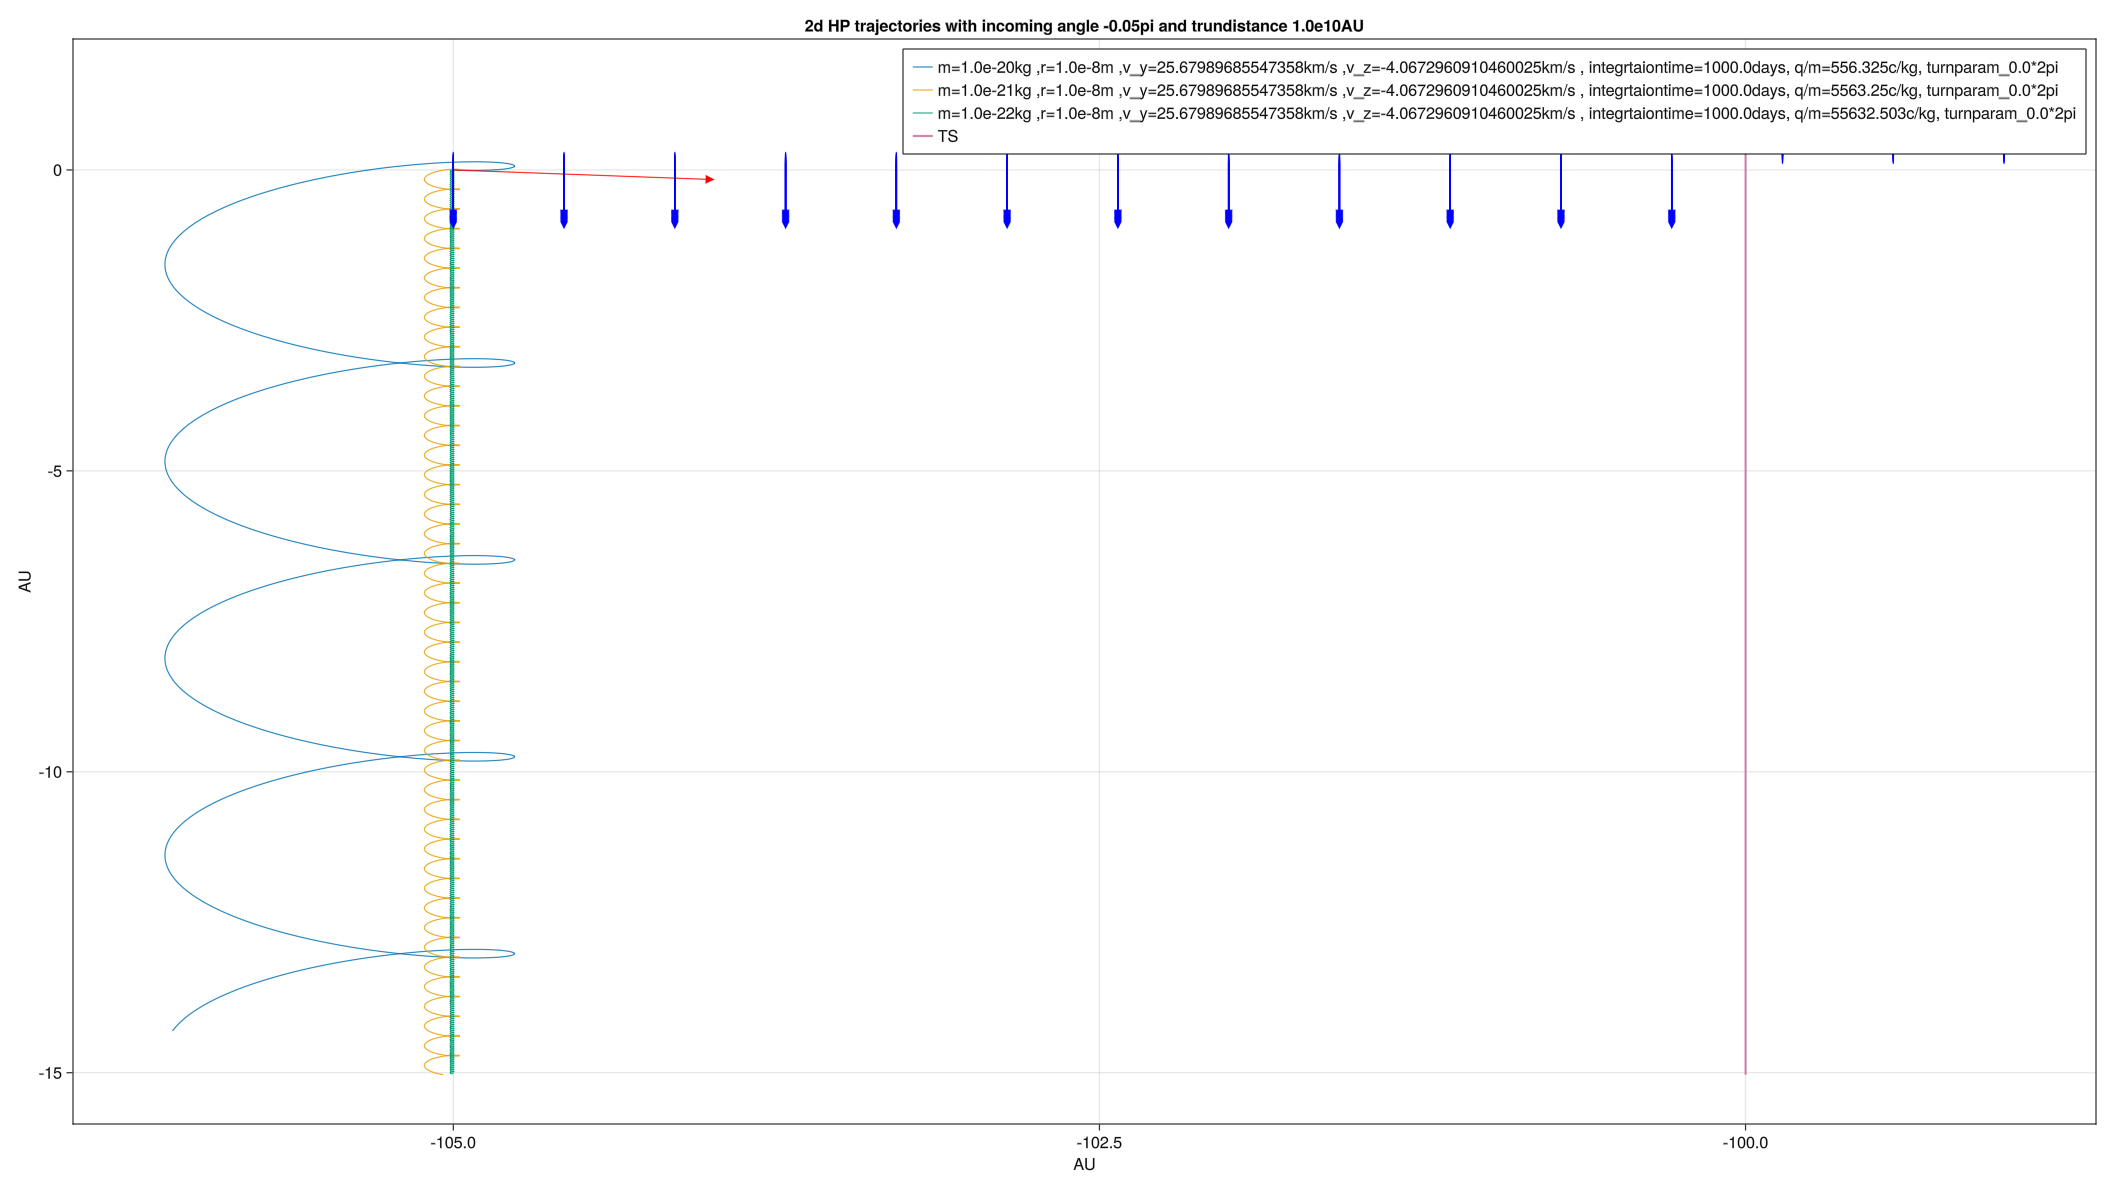 2d HP trajectories with incoming angle -0.05pi and trundistance 1.0e10AU
m=1.0e-20kg ,r=1.0e-8m ,v_y=25.67989685547358km/s ,v_z=-4.0672960910460025km/s , integrtaiontime=1000.0days, q/m=556.325c/kg, turnparam_0.0*2pi
m=1.0e-21kg ,r=1.0e-8m ,v_y=25.67989685547358km/s ,v_z=-4.0672960910460025km/s , integrtaiontime=1000.0days, q/m=5563.25c/kg, turnparam_0.0*2pi
m=1.0e-22kg ,r=1.0e-8m ,v_y=25.67989685547358km/s ,v_z=-4.0672960910460025km/s , integrtaiontime=1000.0days, q/m=55632.503c/kg, turnparam_0.0*2pi
TS
0
-5
AU
-10
-15
-105.0
-102.5
-100.0
AU